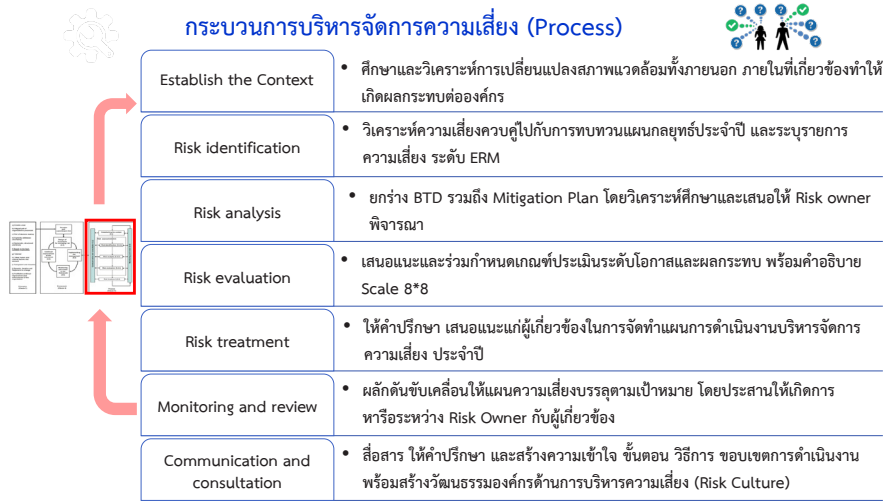 กระบวนการบริหารจัดการความเสี่ยง (Process)
Establish the Context
• ศึกษาและวิเคราะห์การเปลี่ยนแปลงสภาพแวดล้อมทั้งภายนอก ภายในที่เกี่ยวข้องทำให้
เกิดผลกระทบต่อองค์กร
Risk identification
• วิเคราะห์ความเสี่ยงควบคู่ไปกับการทบทวนแผนกลยุทธ์ประจำปี และระบุรายการ
ความเสี่ยง ระดับ ERM
Risk analysis
• ยกร่าง BTD รวมถึง Mitigation Plan โดยวิเคราะห์ศึกษาและเสนอให้ Risk owner
พิจารณา
Risk evaluation
• เสนอแนะและร่วมกำหนดเกณฑ์ประเมินระดับโอกาสและผลกระทบ พร้อมคำอธิบาย
Scale 8*8
Risk treatment
• ให้คำปรึกษา เสนอแนะแก่ผู้เกี่ยวข้องในการจัดทำแผนการดำเนินงานบริหารจัดการ
ความเสี่ยง ประจำปี
Monitoring and review
• ผลักดันขับเคลื่อนให้แผนความเสี่ยงบรรลุตามเป้าหมาย โดยประสานให้เกิดการ
หารือระหว่าง Risk Owner กับผู้เกี่ยวข้อง
Communication and
consultation
• สื่อสาร ให้คำปรึกษา และสร้างความเข้าใจ ขั้นตอน วิธีการ ขอบเขตการดำเนินงาน
พร้อมสร้างวัฒนธรรมองค์กรด้านการบริหารความเสี่ยง (Risk Culture)